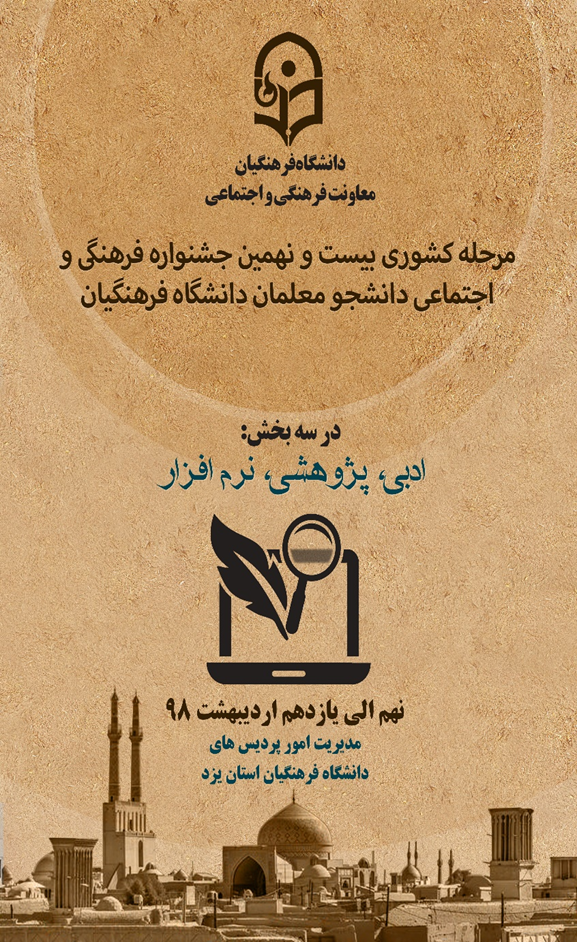 دانشگاه فرهنگیان
معاونت فرهنگی و اجتماعی
مرحله کشوری بیست و نهمین جشنواره فرهنگی و
اجتماعی دانشجو معلمان دانشگاه فرهنگیان
در سه بخش:
ادبی، پژوهشی، نرم افزار
نهم الی یازدهم اردیبهشت ۹۸
مدیریت امور پردیس های
دانشگاه فرهنگیان استان یزد